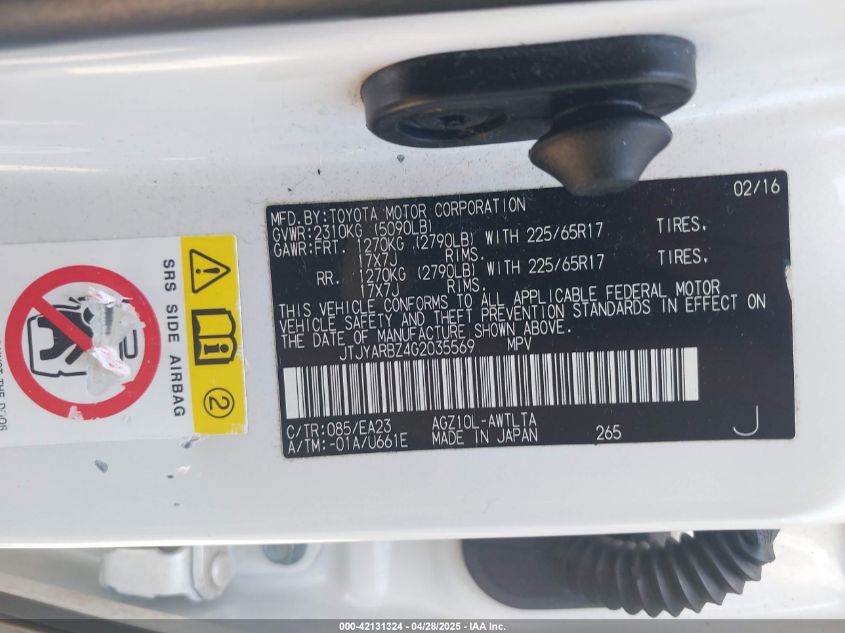 02/16
MFD.BY:TOYOTA MOTOR CORPORATION
GVWR:2310KG (5090LB)
GAWR:FRT. 1270KG (2790LB) WITH 225/65R17 TIRES.
17X7J RIMS.
RR. 1270KG (2790LB) WITH 225/65R17 TIRES.
17X7J RIMS.
THIS VEHICLE CONFORMS TO ALL APPLICABLE FEDERAL MOTOR
VEHICLE SAFETY AND THEFT PREVENTION STANDARDS IN EFFECT ON
THE DATE OF MANUFACTURE SHOWN ABOVE.
JTJYARBZ4G2035569 MPV
C/TR:085/EA23 AGZ10L-AWTLTA
A/TM:-01A/U661E MADE IN JAPAN 265 J
SRS SIDE AIRBAG
2
000-42131324 | 04/28/2025 - IAA Inc.